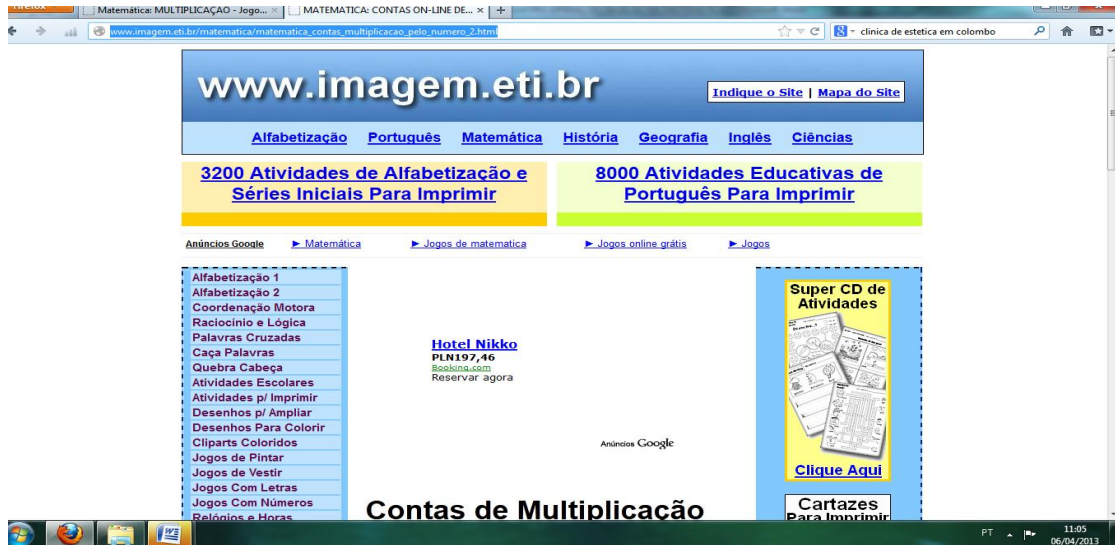 Firefox
Matemática: MULTIPLICAÇÃO - Jogo...
MATEMATICA: CONTAS ON-LINE DE...
www.imagem.eti.br/matematica/matematica_contas_multiplicacao_pelo_numero_2.html
clinica de estetica em colombo
www.imagem.eti.br
Indique o Site | Mapa do Site
Alfabetização Português Matemática História Geografia Inglês Ciências
3200 Atividades de Alfabetização e
Séries Iniciais Para Imprimir
8000 Atividades Educativas de
Português Para Imprimir
Anúncios Google ► Matemática ► Jogos de matematica ► Jogos online grátis ► Jogos
Alfabetização 1
Alfabetização 2
Coordenação Motora
Raciocínio e Lógica
Palavras Cruzadas
Caça Palavras
Quebra Cabeça
Atividades Escolares
Atividades p/ Imprimir
Desenhos p/ Ampliar
Desenhos Para Colorir
Cliparts Coloridos
Jogos de Pintar
Jogos de Vestir
Jogos Com Letras
Jogos Com Números
Relógios e Horas
Hotel Nikko
PLN197,46
Booking.com
Reservar agora
Anúncios Google
Contas de Multiplicação
Super CD de
Atividades
Clique Aqui
Cartazes
Para Imprimir
PT
11:05
06/04/2013